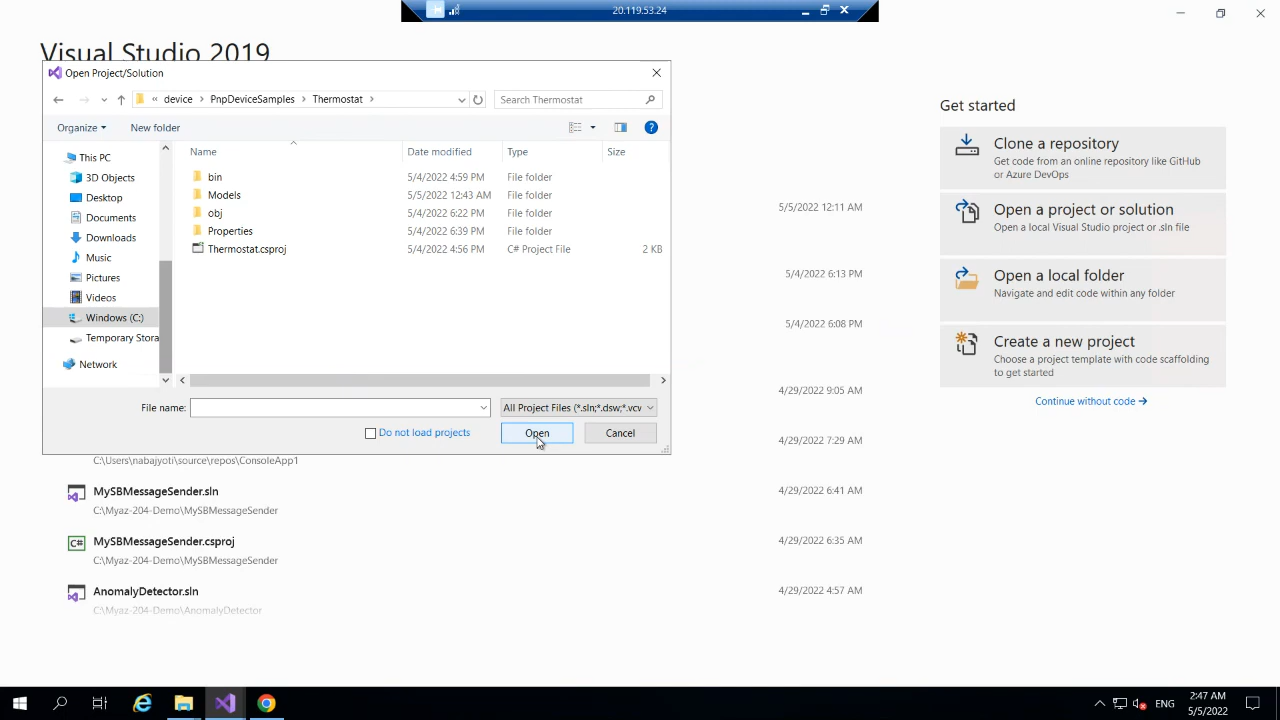 20.119.53.24
Visual Studio 2019
Open Project/Solution
« device > PnpDeviceSamples > Thermostat >
Search Thermostat
Organize
New folder
This PC
3D Objects
Desktop
Documents
Downloads
Music
Pictures
Videos
Windows (C:)
Temporary Stora
Network
Name Date modified Type Size
bin 5/4/2022 4:59 PM File folder
Models 5/5/2022 12:43 AM File folder
obj 5/4/2022 6:22 PM File folder
Properties 5/4/2022 6:39 PM File folder
Thermostat.csproj 5/4/2022 4:56 PM C# Project File 2 KB
File name:
All Project Files (*.sln;*.dsw;*.vcw
Do not load projects
Open
Cancel
5/5/2022 12:11 AM
5/4/2022 6:13 PM
5/4/2022 6:08 PM
4/29/2022 9:05 AM
4/29/2022 7:29 AM
C:\Users\nabajyoti\source\repos\ConsoleApp1
MySBMessageSender.sln 4/29/2022 6:41 AM
C:\Myaz-204-Demo\MySBMessageSender
C# MySBMessageSender.csproj 4/29/2022 6:35 AM
C:\Myaz-204-Demo\MySBMessageSender
AnomalyDetector.sln 4/29/2022 4:57 AM
C:\Myaz-204-Demo\AnomalyDetector
Get started
Clone a repository
Get code from an online repository like GitHub
or Azure DevOps
Open a project or solution
Open a local Visual Studio project or .sln file
Open a local folder
Navigate and edit code within any folder
Create a new project
Choose a project template with code scaffolding
to get started
Continue without code →
ENG
2:47 AM
5/5/2022